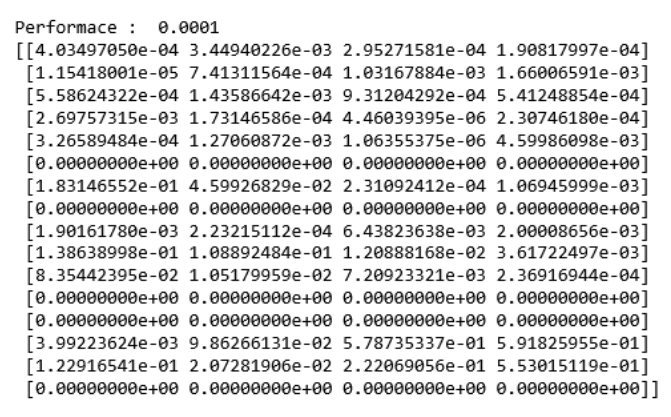 Performace :  0.0001
[[4.03497050e-04 3.44940226e-03 2.95271581e-04 1.90817997e-04]
 [1.15418001e-05 7.41311564e-04 1.03167884e-03 1.66006591e-03]
 [5.58624322e-04 1.43586642e-03 9.31204292e-04 5.41248854e-04]
 [2.69757315e-03 1.73146586e-04 4.46039395e-06 2.30746180e-04]
 [3.26589484e-04 1.27060872e-03 1.06355375e-06 4.59986098e-03]
 [0.00000000e+00 0.00000000e+00 0.00000000e+00 0.00000000e+00]
 [1.83146552e-01 4.59926829e-02 2.31092412e-04 1.06945999e-03]
 [0.00000000e+00 0.00000000e+00 0.00000000e+00 0.00000000e+00]
 [1.90161780e-03 2.23215112e-04 6.43823638e-03 2.00008656e-03]
 [1.38638998e-01 1.08892484e-01 1.20888168e-02 3.61722497e-03]
 [8.35442395e-02 1.05179959e-02 7.20923321e-03 2.36916944e-04]
 [0.00000000e+00 0.00000000e+00 0.00000000e+00 0.00000000e+00]
 [0.00000000e+00 0.00000000e+00 0.00000000e+00 0.00000000e+00]
 [3.99223624e-03 9.86266131e-02 5.78735337e-01 5.91825955e-01]
 [1.22916541e-01 2.07281906e-02 2.22069056e-01 5.53015119e-01]
 [0.00000000e+00 0.00000000e+00 0.00000000e+00 0.00000000e+00]]